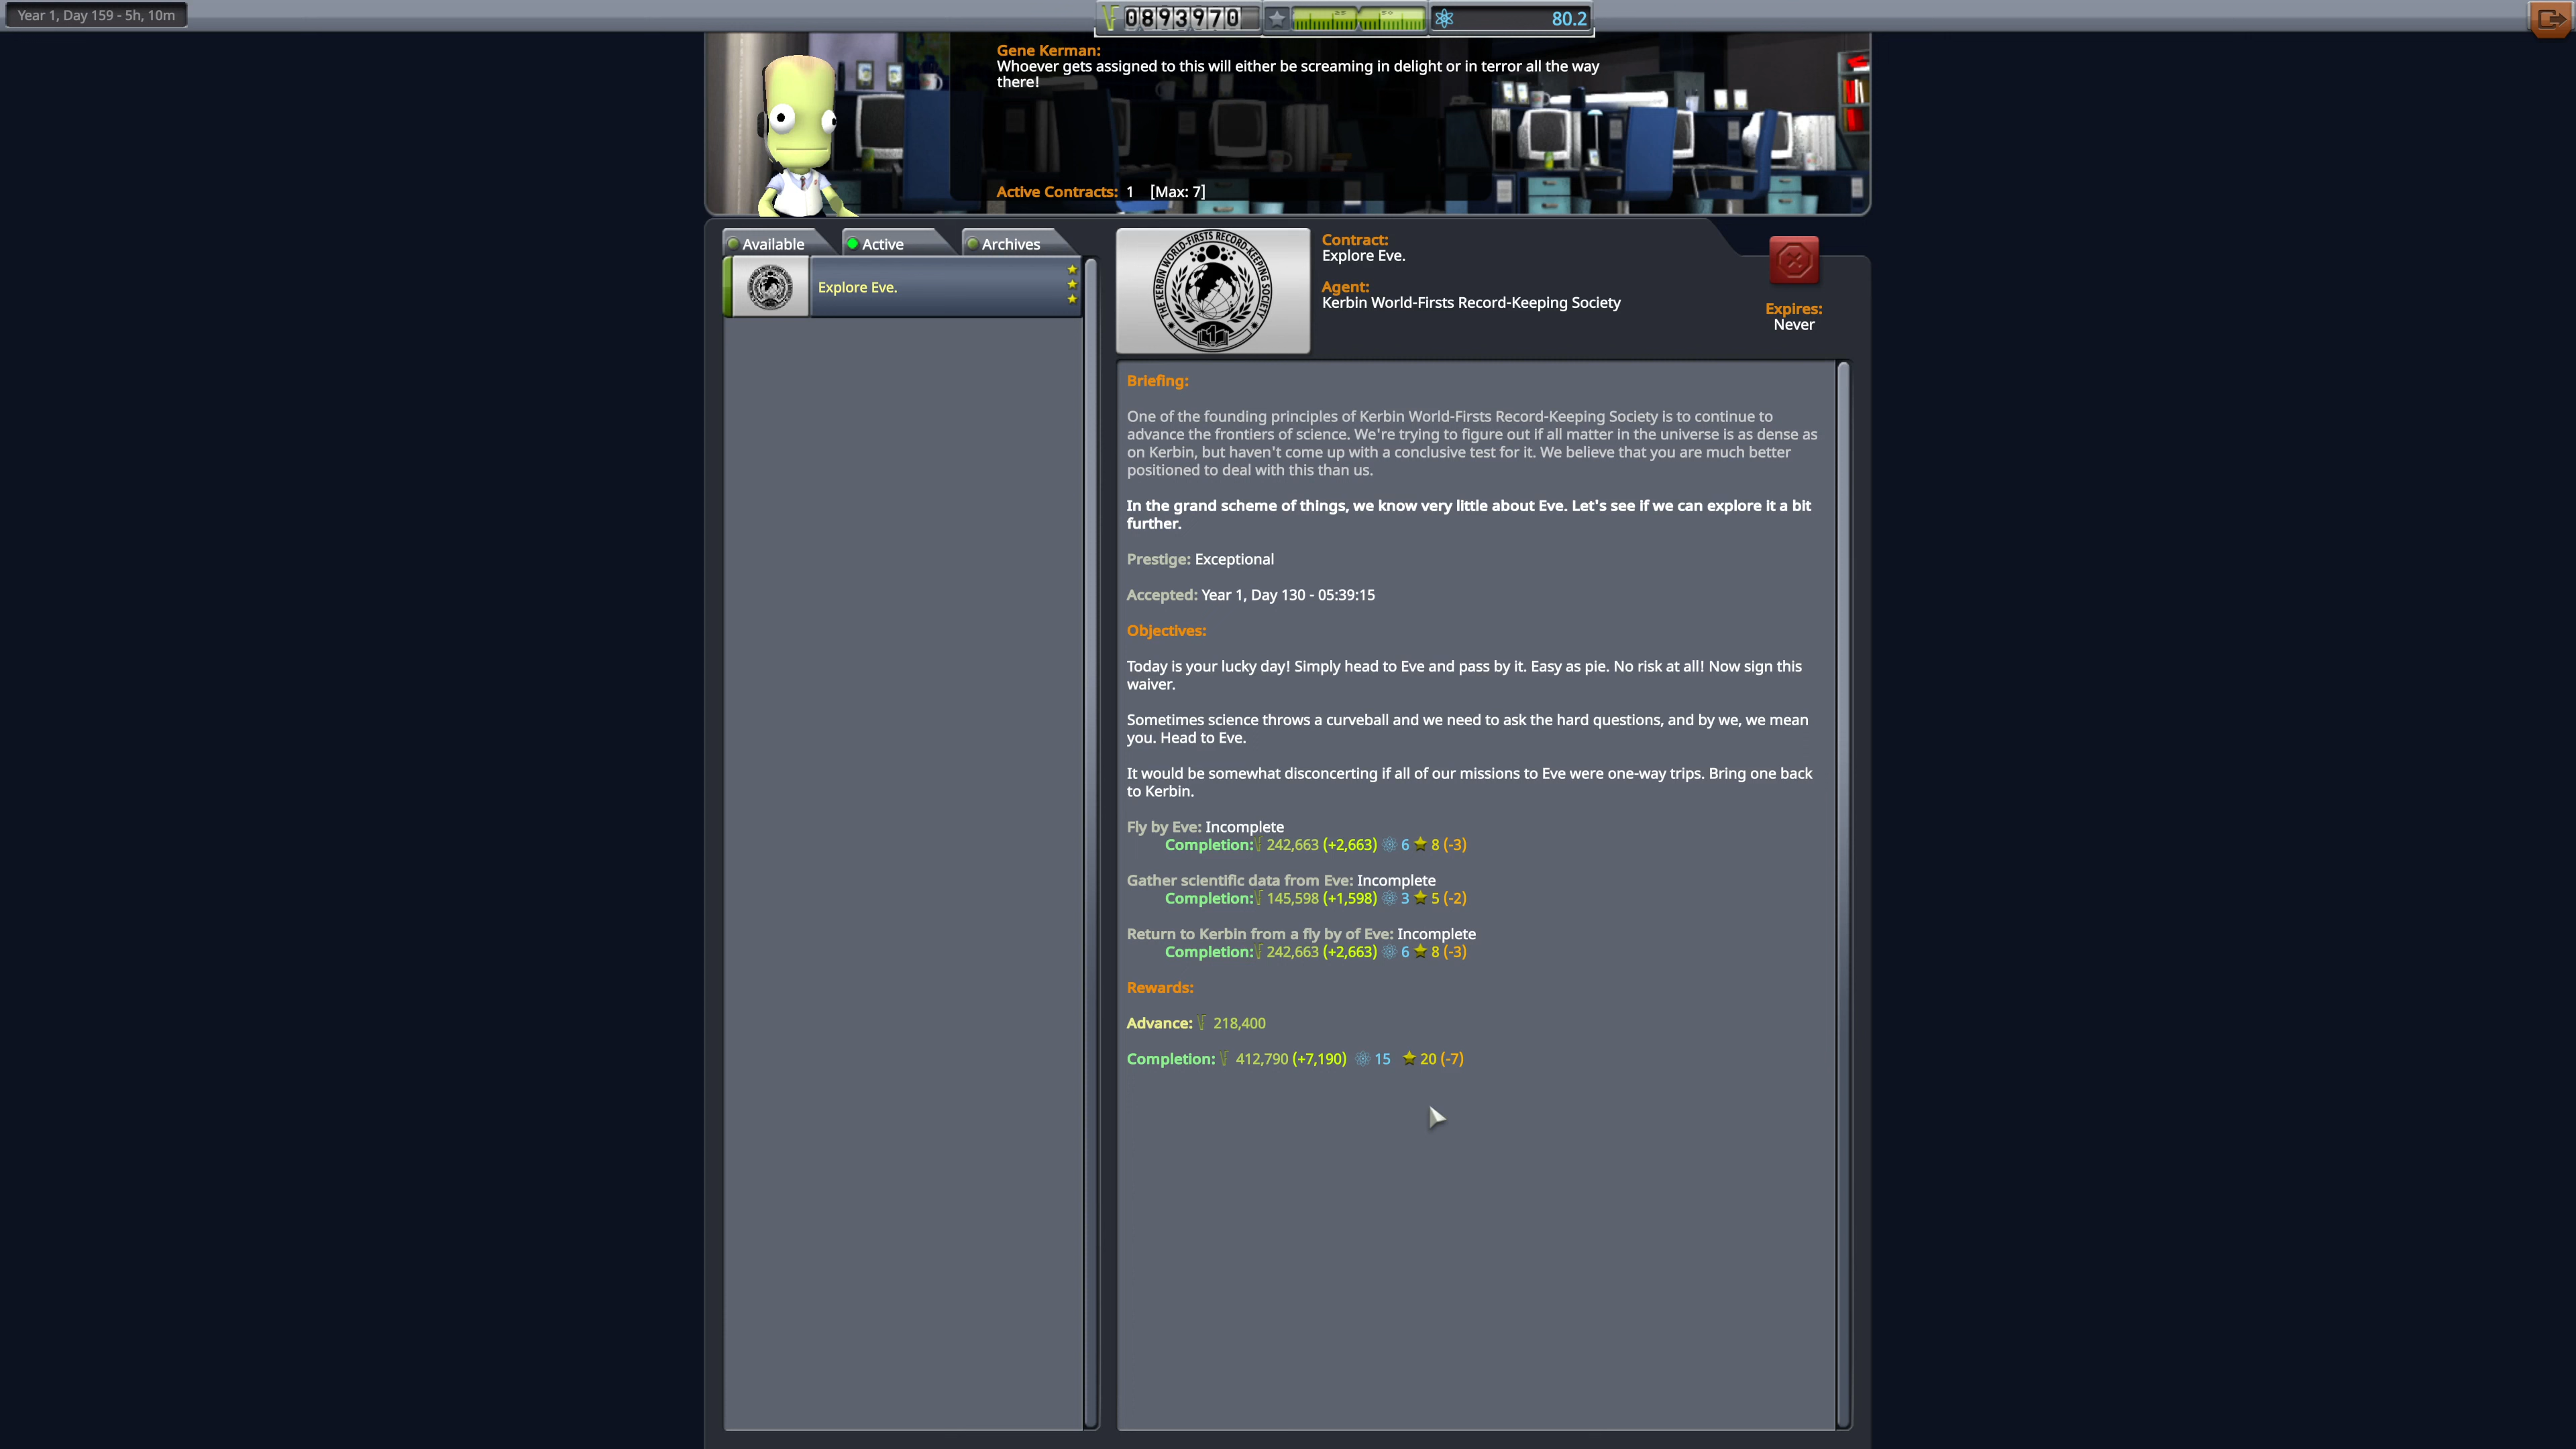 Year 1, Day 159 - 5h, 10m
0893970
80.2
Gene Kerman:
Whoever gets assigned to this will either be screaming in delight or in terror all the way
there!
Active Contracts: 1 [Max: 7]
Available
Active
Archives
Explore Eve.
THE KERBIN WORLD-FIRSTS RECORD-KEEPING SOCIETY
1
Contract:
Explore Eve.
Agent:
Kerbin World-Firsts Record-Keeping Society
Expires:
Never
Briefing:
One of the founding principles of Kerbin World-Firsts Record-Keeping Society is to continue to
advance the frontiers of science. We're trying to figure out if all matter in the universe is as dense as
on Kerbin, but haven't come up with a conclusive test for it. We believe that you are much better
positioned to deal with this than us.
In the grand scheme of things, we know very little about Eve. Let's see if we can explore it a bit
further.
Prestige: Exceptional
Accepted: Year 1, Day 130 - 05:39:15
Objectives:
Today is your lucky day! Simply head to Eve and pass by it. Easy as pie. No risk at all! Now sign this
waiver.
Sometimes science throws a curveball and we need to ask the hard questions, and by we, we mean
you. Head to Eve.
It would be somewhat disconcerting if all of our missions to Eve were one-way trips. Bring one back
to Kerbin.
Fly by Eve: Incomplete
Completion: 242,663 (+2,663) 6 8 (-3)
Gather scientific data from Eve: Incomplete
Completion: 145,598 (+1,598) 3 5 (-2)
Return to Kerbin from a fly by of Eve: Incomplete
Completion: 242,663 (+2,663) 6 8 (-3)
Rewards:
Advance: 218,400
Completion: 412,790 (+7,190) 15 20 (-7)